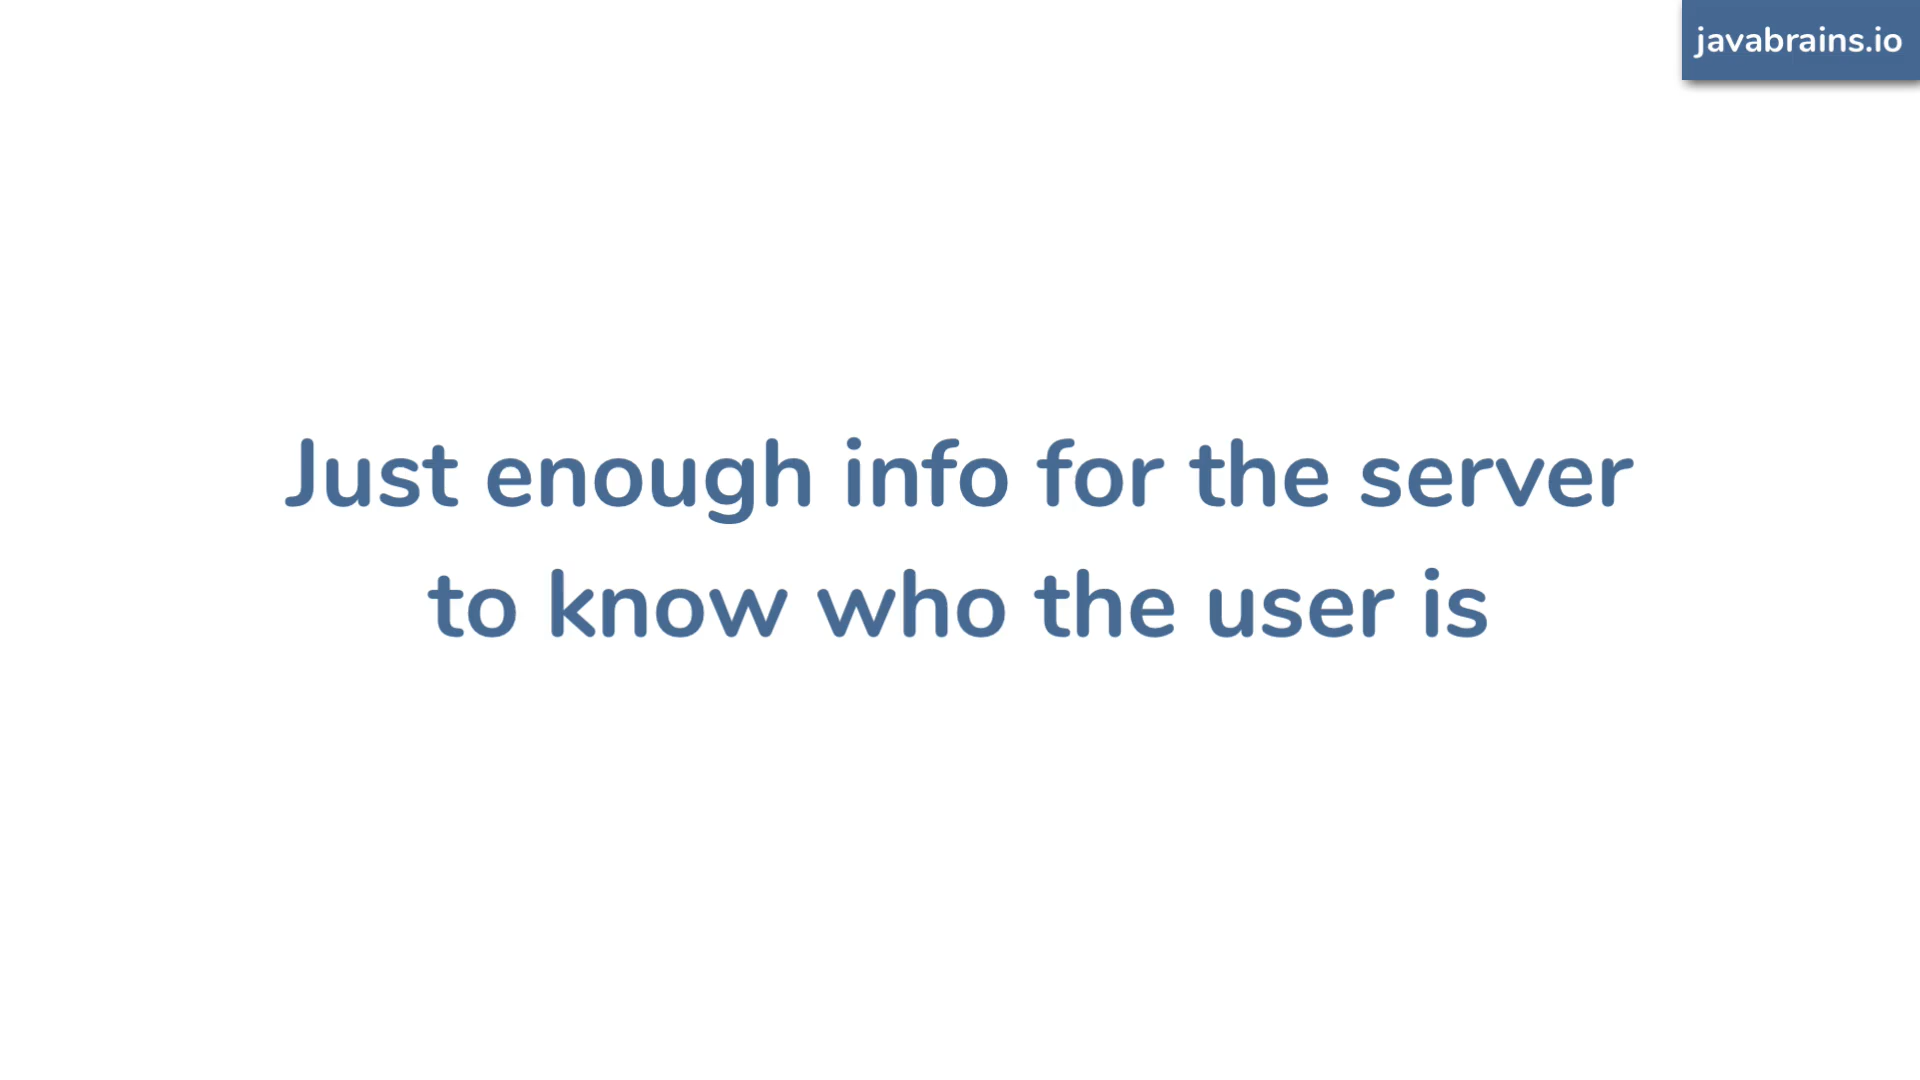 javabrains.io
Just enough info for the server
to know who the user is